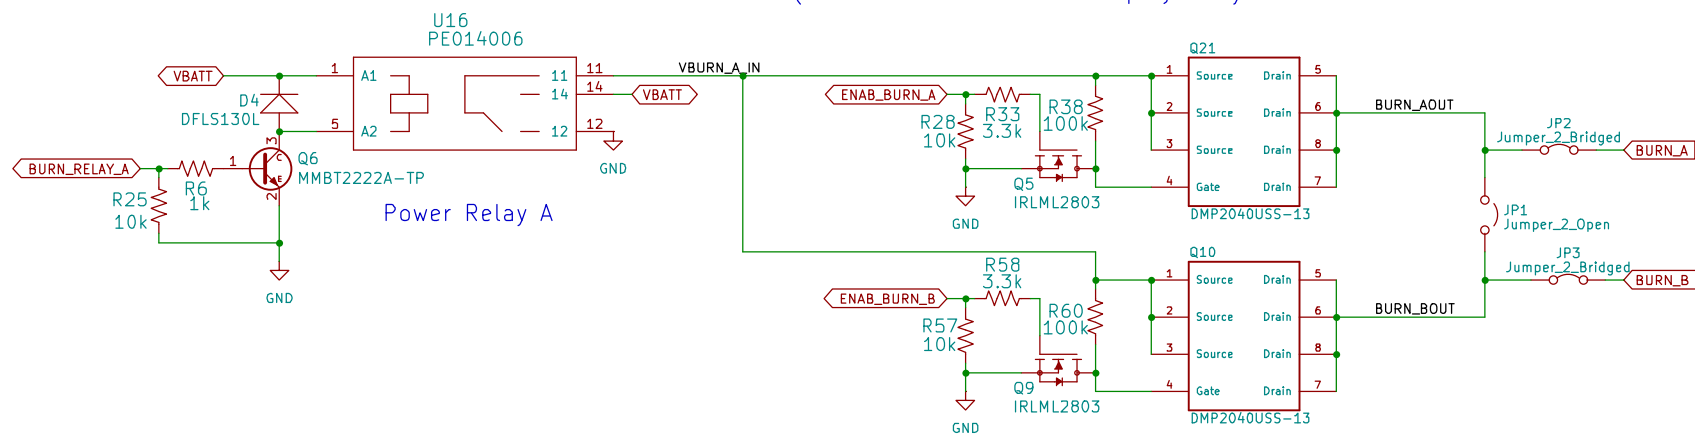 U16
PE014006
VBATT
1
A1
11
11
14
14
VBATT
D4
DFLS130L
5
A2
12
12
GND
BURN_RELAY_A
R6
1k
1
3
C
E
2
Q6
MMBT2222A-TP
R25
10k
GND
Power Relay A
VBURN_A_IN
ENAB_BURN_A
R33
3.3k
R28
10k
R38
100k
Q5
IRLML2803
GND
Q21
1
Source
Drain
5
2
Source
Drain
6
3
Source
Drain
8
4
Gate
Drain
7
DMP2040USS-13
BURN_AOUT
JP2
Jumper_2_Bridged
BURN_A
JP1
Jumper_2_Open
JP3
Jumper_2_Bridged
BURN_B
ENAB_BURN_B
R58
3.3k
R57
10k
R60
100k
Q9
IRLML2803
GND
Q10
1
Source
Drain
5
2
Source
Drain
6
3
Source
Drain
8
4
Gate
Drain
7
DMP2040USS-13
BURN_BOUT